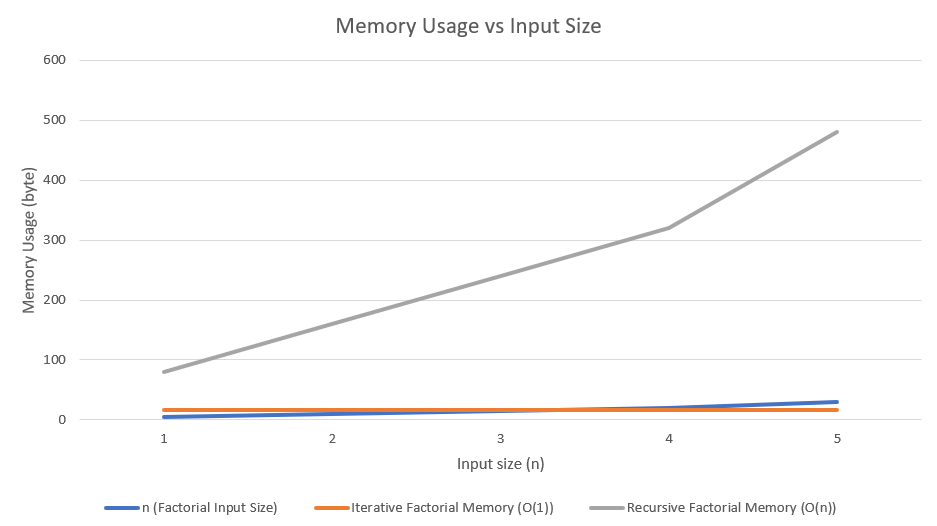 Memory Usage vs Input Size
600
500
400
300
200
100
0
Memory Usage (byte)
1 2 3 4 5
Input size (n)
n (Factorial Input Size) Iterative Factorial Memory (O(1)) Recursive Factorial Memory (O(n))